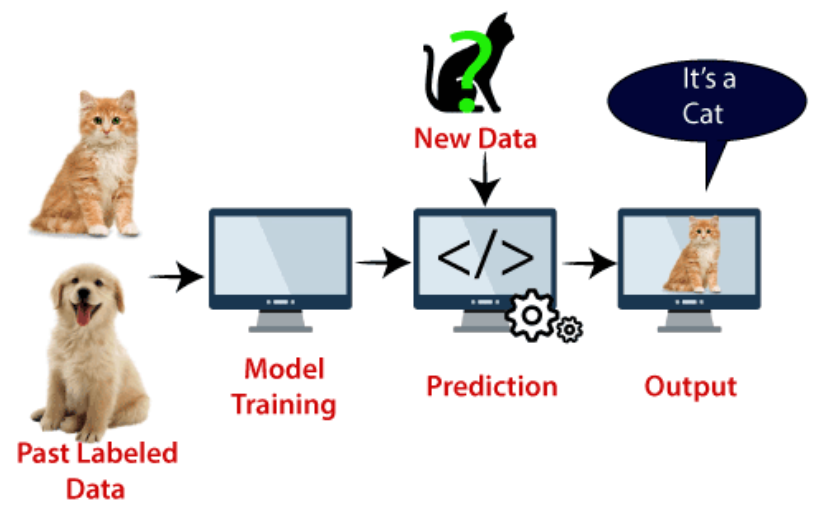 ?
New Data
It's a
Cat
</>
Model
Training
Prediction
Output
Past Labeled
Data